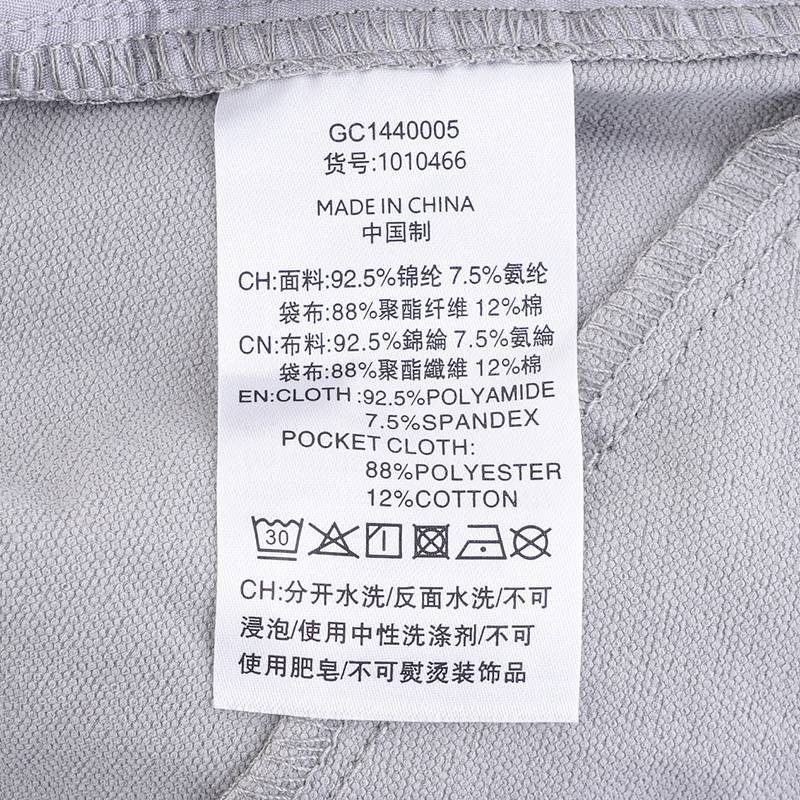 GC1440005
货号:1010466
MADE IN CHINA
中国制
CH:面料:92.5%锦纶 7.5%氨纶
袋布:88%聚酯纤维 12%棉
CN:布料:92.5%錦綸 7.5%氨綸
袋布:88%聚酯纖維 12%棉
EN:CLOTH :92.5%POLYAMIDE
7.5%SPANDEX
POCKET CLOTH:
88%POLYESTER
12%COTTON
30
CH:分开水洗/反面水洗/不可
浸泡/使用中性洗涤剂/不可
使用肥皂/不可熨烫装饰品